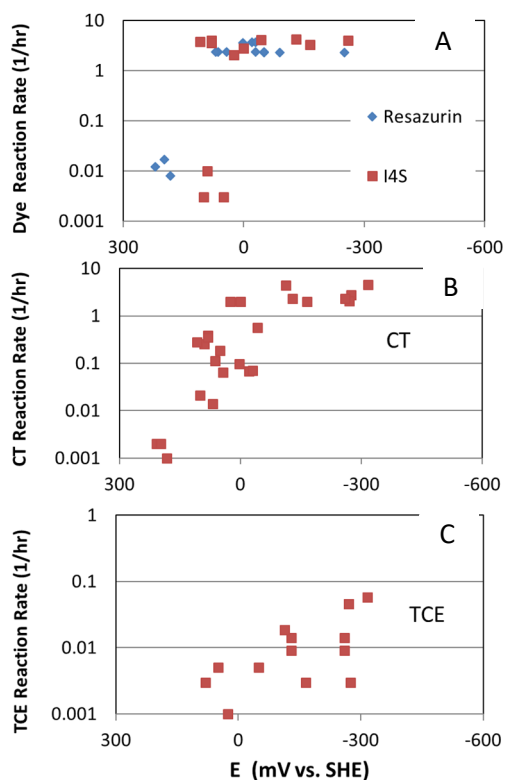 10
A
1
Dye Reaction Rate (1/hr)
0.1
Resazurin
0.01
I4S
0.001
300 0 -300 -600
10
B
1
CT Reaction Rate (1/hr)
CT
0.1
0.01
0.001
300 0 -300 -600
1
C
TCE Reaction Rate (1/hr)
0.1
TCE
0.01
0.001
300 0 -300 -600
E (mV vs. SHE)